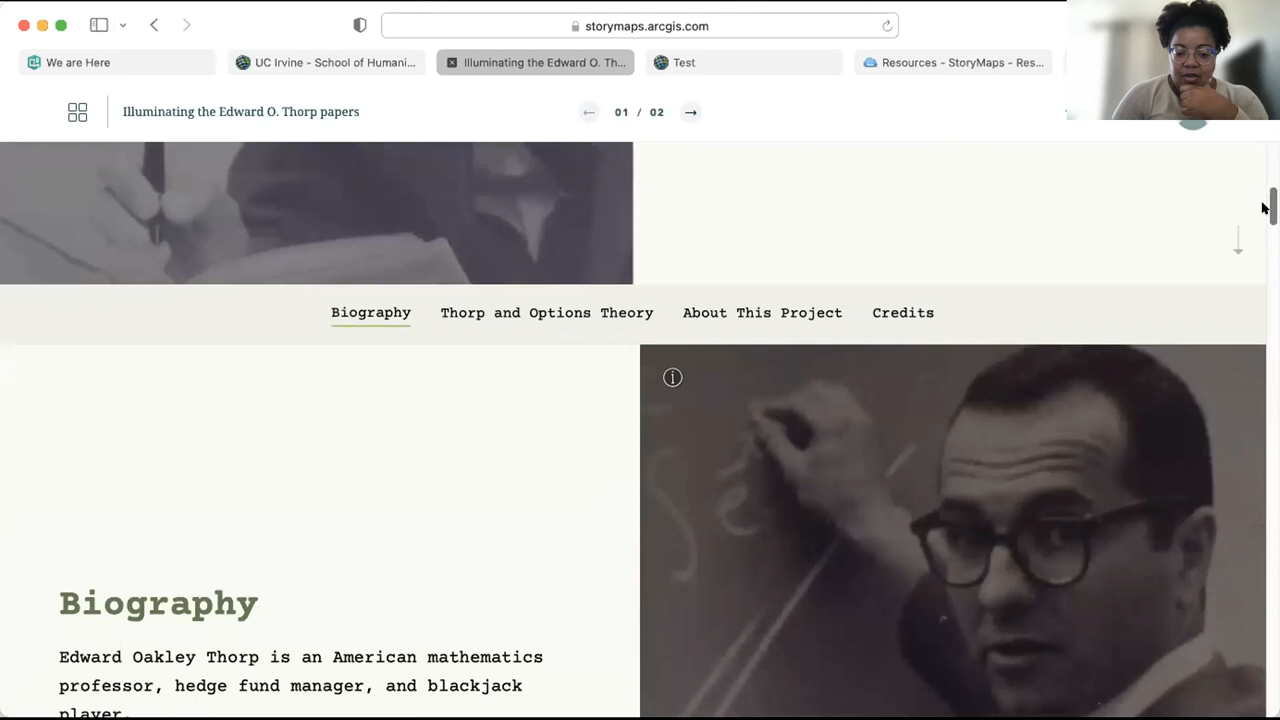 storymaps.arcgis.com
We are Here
UC Irvine - School of Humani...
Illuminating the Edward O. Th...
Test
Resources - StoryMaps - Res...
Illuminating the Edward O. Thorp papers
01 / 02
Biography
Thorp and Options Theory
About This Project
Credits
Biography
Edward Oakley Thorp is an American mathematics
professor, hedge fund manager, and blackjack
player.